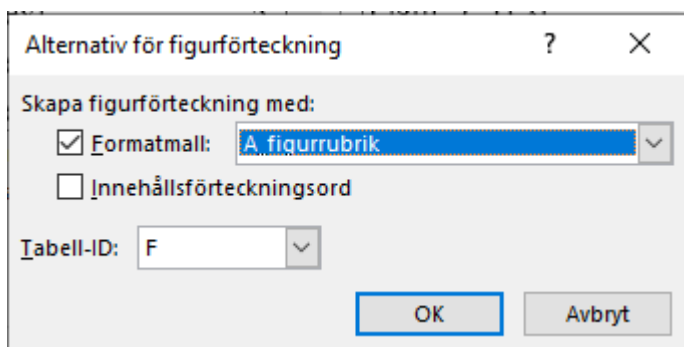 Alternativ för figurförteckning ?
Skapa figurförteckning med:
Formatmall: A_figurrubrik
Innehållsförteckningsord
Tabell-ID: F
OK Avbryt